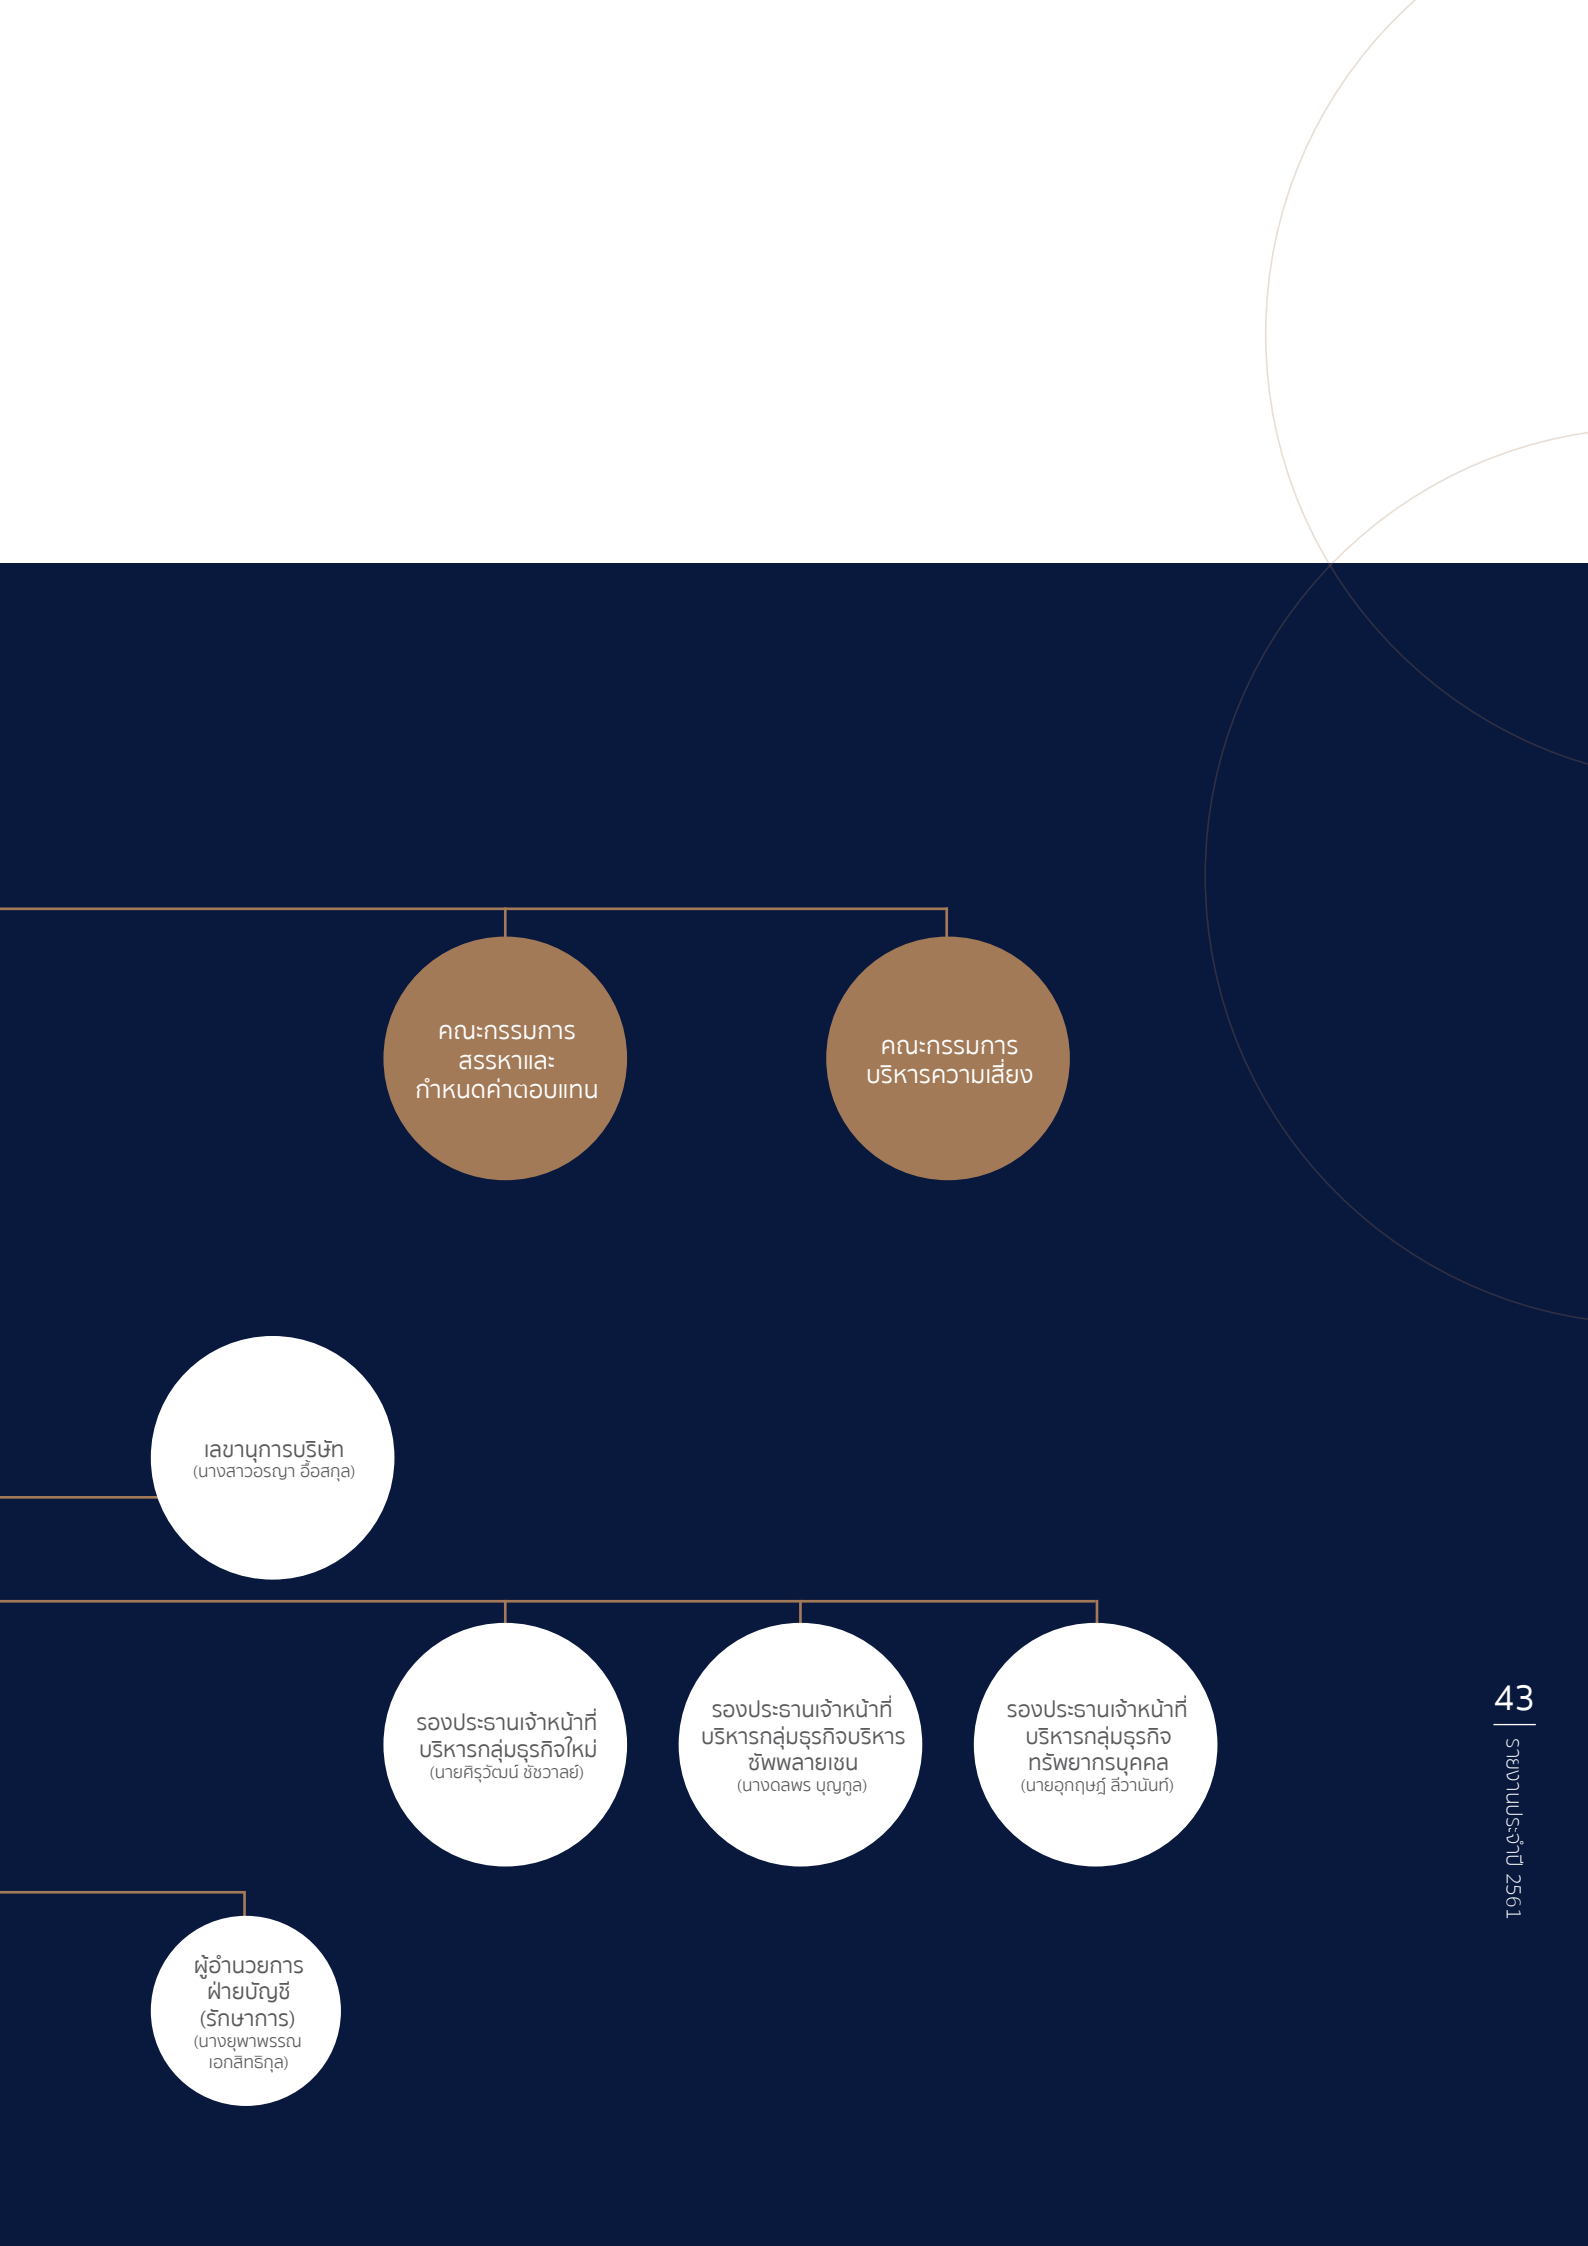 คณะกรรมการ
สรรหาและ
กำหนดค่าตอบแทน
คณะกรรมการ
บริหารความเสี่ยง
เลขานุการบริษัท
(นางสาวอรญา อื้อสกุล)
รองประธานเจ้าหน้าที่
บริหารกลุ่มธุรกิจใหม่
(นายศิรุวัฒน์ ชัชวาลย์)
รองประธานเจ้าหน้าที่
บริหารกลุ่มธุรกิจบริหาร
ซัพพลายเชน
(นางดลพร บุญกูล)
รองประธานเจ้าหน้าที่
บริหารกลุ่มธุรกิจ
ทรัพยากรบุคคล
(นายอุกฤษฎ์ ลีวานันท์)
ผู้อำนวยการ
ฝ่ายบัญชี
(รักษาการ)
(นางยุพาพรรณ
เอกสิทธิกุล)
43
รายงานประจำปี 2561